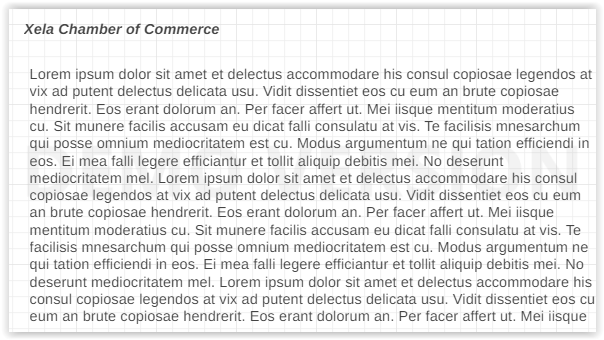 Xela Chamber of Commerce
Lorem ipsum dolor sit amet et delectus accommodare his consul copiosae legendos at
vix ad putent delectus delicata usu. Vidit dissentiet eos cu eum an brute copiosae
hendrerit. Eos erant dolorum an. Per facer affert ut. Mei iisque mentitum moderatius
cu. Sit munere facilis accusam eu dicat falli consulatu at vis. Te facilisis mnesarchum
qui posse omnium mediocritatem est cu. Modus argumentum ne qui tation efficiendi in
eos. Ei mea falli legere efficiantur et tollit aliquip debitis mei. No deserunt
mediocritatem mel. Lorem ipsum dolor sit amet et delectus accommodare his consul
copiosae legendos at vix ad putent delectus delicata usu. Vidit dissentiet eos cu eum
an brute copiosae hendrerit. Eos erant dolorum an. Per facer affert ut. Mei iisque
mentitum moderatius cu. Sit munere facilis accusam eu dicat falli consulatu at vis. Te
facilisis mnesarchum qui posse omnium mediocritatem est cu. Modus argumentum ne
qui tation efficiendi in eos. Ei mea falli legere efficiantur et tollit aliquip debitis mei. No
deserunt mediocritatem mel. Lorem ipsum dolor sit amet et delectus accommodare his
consul copiosae legendos at vix ad putent delectus delicata usu. Vidit dissentiet eos cu
eum an brute copiosae hendrerit. Eos erant dolorum an. Per facer affert ut. Mei iisque